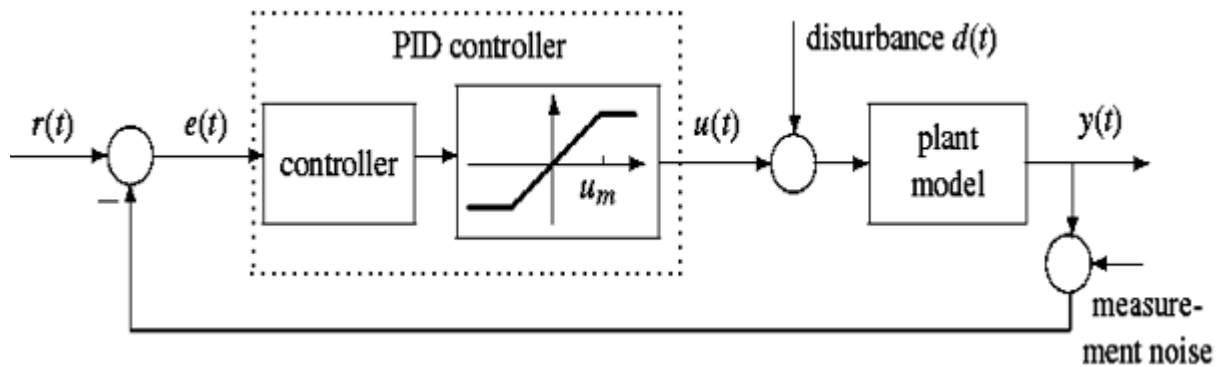 PID controller
disturbance d(t)
r(t)
e(t)
controller
u_m
u(t)
plant
model
y(t)
−
measure-
ment noise